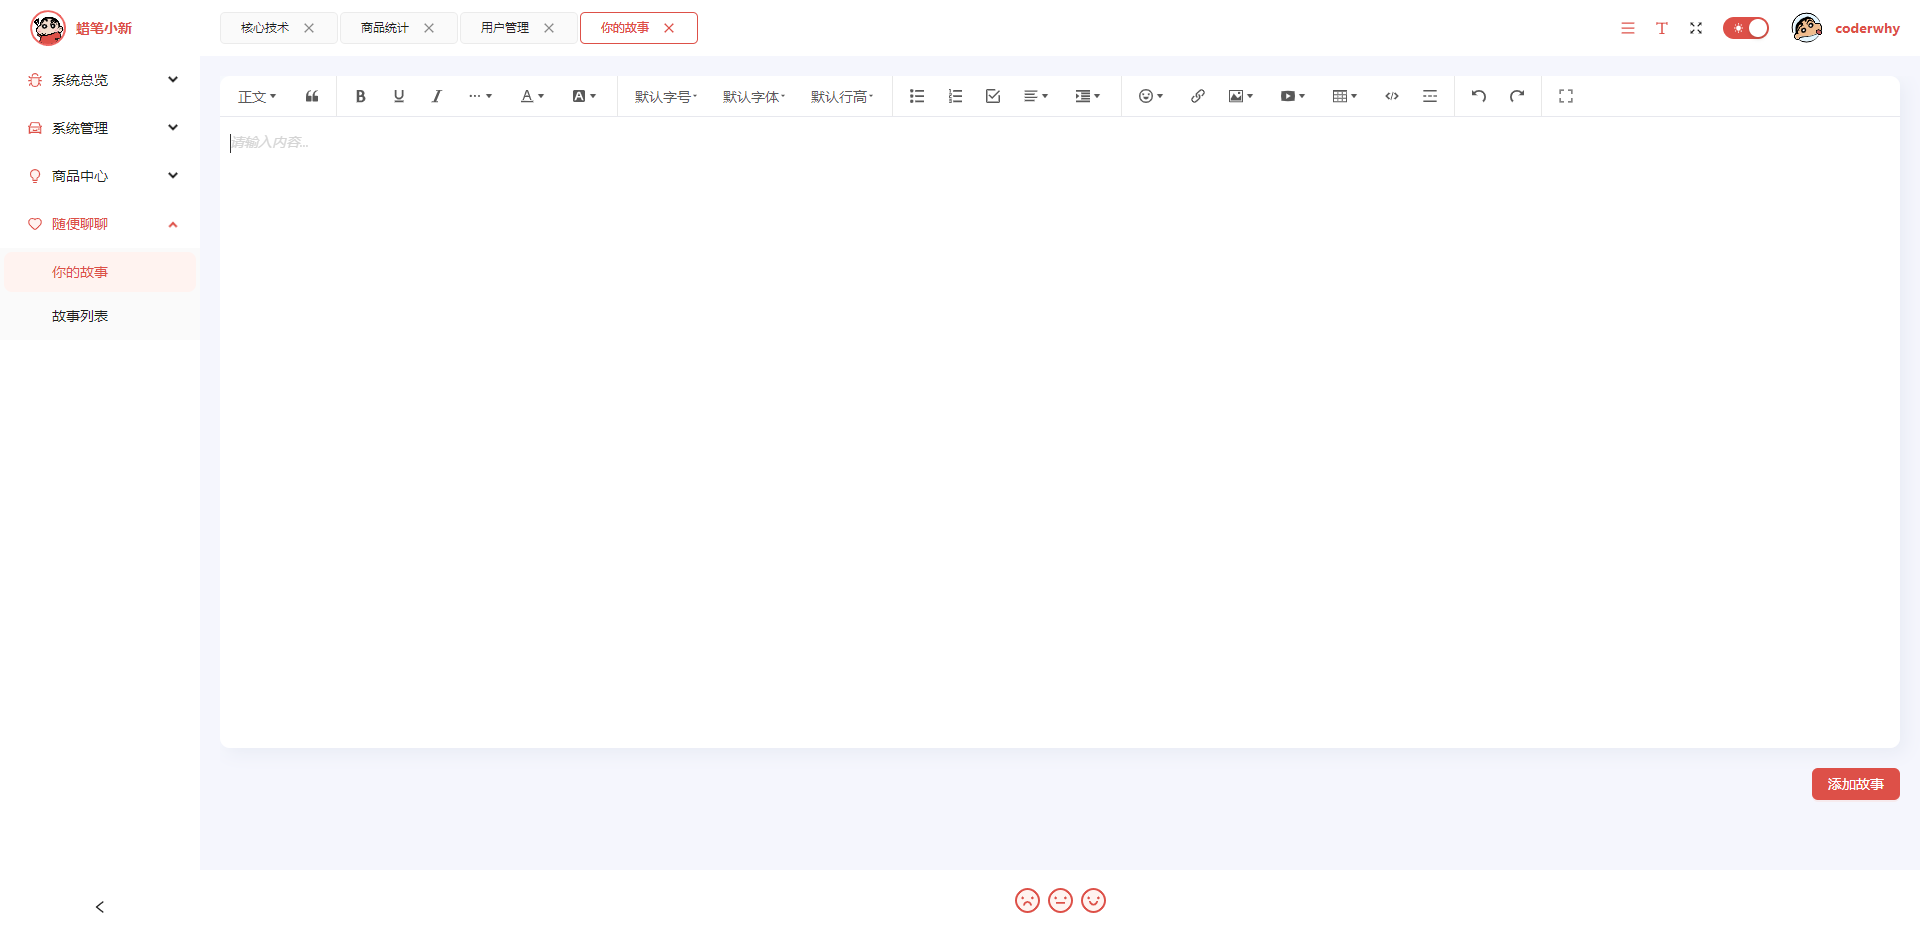 蜡笔小新
核心技术
商品统计
用户管理
你的故事
coderwhy
系统总览
系统管理
商品中心
随便聊聊
你的故事
故事列表
正文
默认字号
默认字体
默认行高
请输入内容...
添加故事